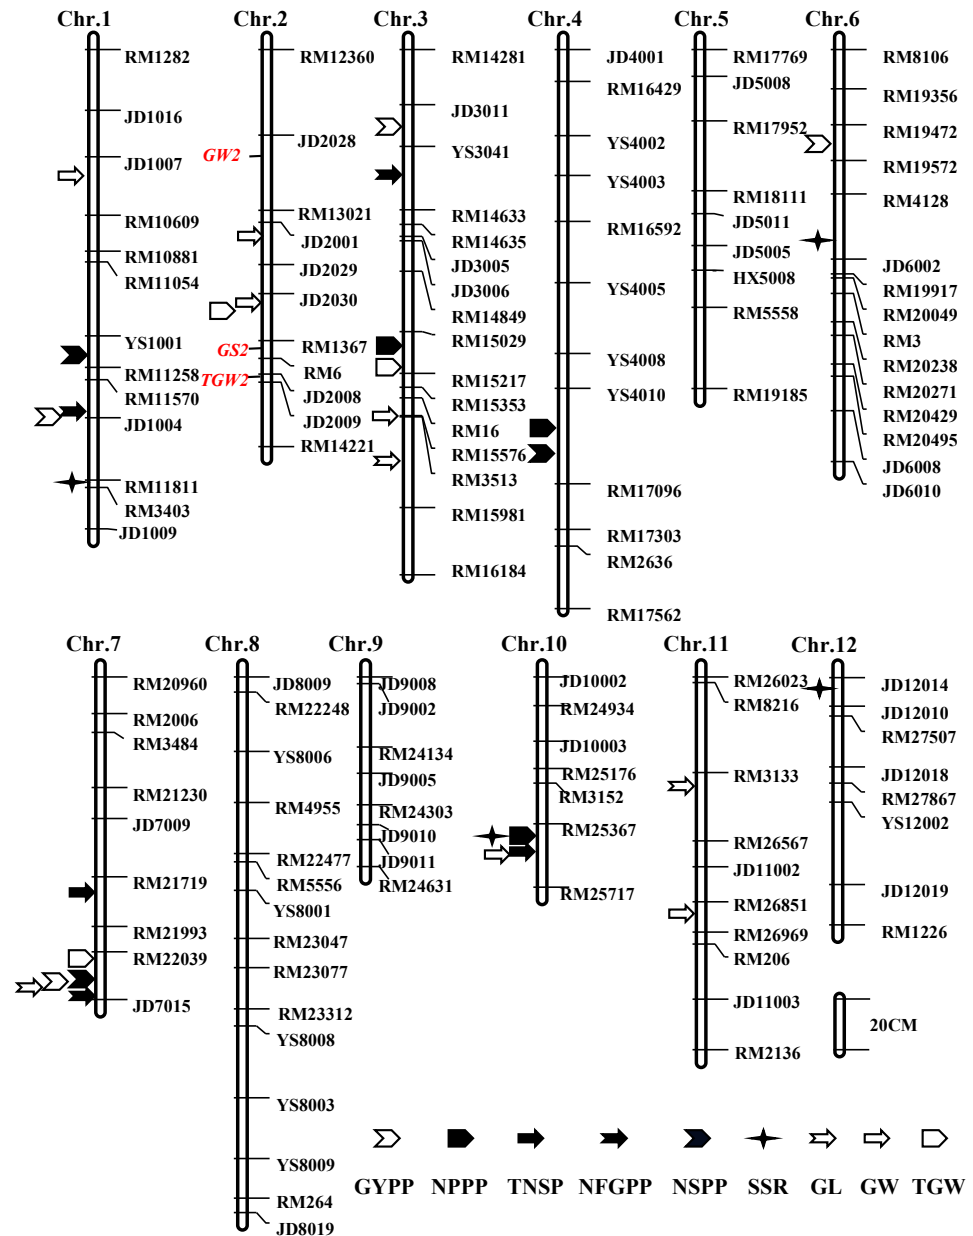 Chr.1
RM1282
JD1016
JD1007
RM10609
RM10881
RM11054
YS1001
RM11258
RM11570
JD1004
RM11811
RM3403
JD1009
Chr.2
RM12360
JD2028
GW2
RM13021
JD2001
JD2029
JD2030
GS2
RM1367
RM6
TGW2
JD2008
JD2009
RM14221
Chr.3
RM14281
JD3011
YS3041
RM14633
RM14635
JD3005
JD3006
RM14849
RM15029
RM15217
RM15353
RM16
RM15576
RM3513
RM15981
RM16184
Chr.4
JD4001
RM16429
YS4002
YS4003
RM16592
YS4005
YS4008
YS4010
RM17096
RM17303
RM2636
RM17562
Chr.5
RM17769
JD5008
RM17952
RM18111
JD5011
JD5005
HX5008
RM5558
RM19185
Chr.6
RM8106
RM19356
RM19472
RM19572
RM4128
JD6002
RM19917
RM20049
RM3
RM20238
RM20271
RM20429
RM20495
JD6008
JD6010
Chr.7
RM20960
RM2006
RM3484
RM21230
JD7009
RM21719
RM21993
RM22039
JD7015
Chr.8
JD8009
RM22248
YS8006
RM4955
RM22477
RM5556
YS8001
RM23047
RM23077
RM23312
YS8008
YS8003
YS8009
RM264
JD8019
Chr.9
JD9008
JD9002
RM24134
JD9005
RM24303
JD9010
JD9011
RM24631
Chr.10
JD10002
RM24934
JD10003
RM25176
RM3152
RM25367
RM25717
Chr.11
RM26023
RM8216
RM3133
RM26567
JD11002
RM26851
RM26969
RM206
JD11003
RM2136
Chr.12
JD12014
JD12010
RM27507
JD12018
RM27867
YS12002
JD12019
RM1226
20CM
GYPP NPPP TNSP NFGPP NSPP SSR GL GW TGW